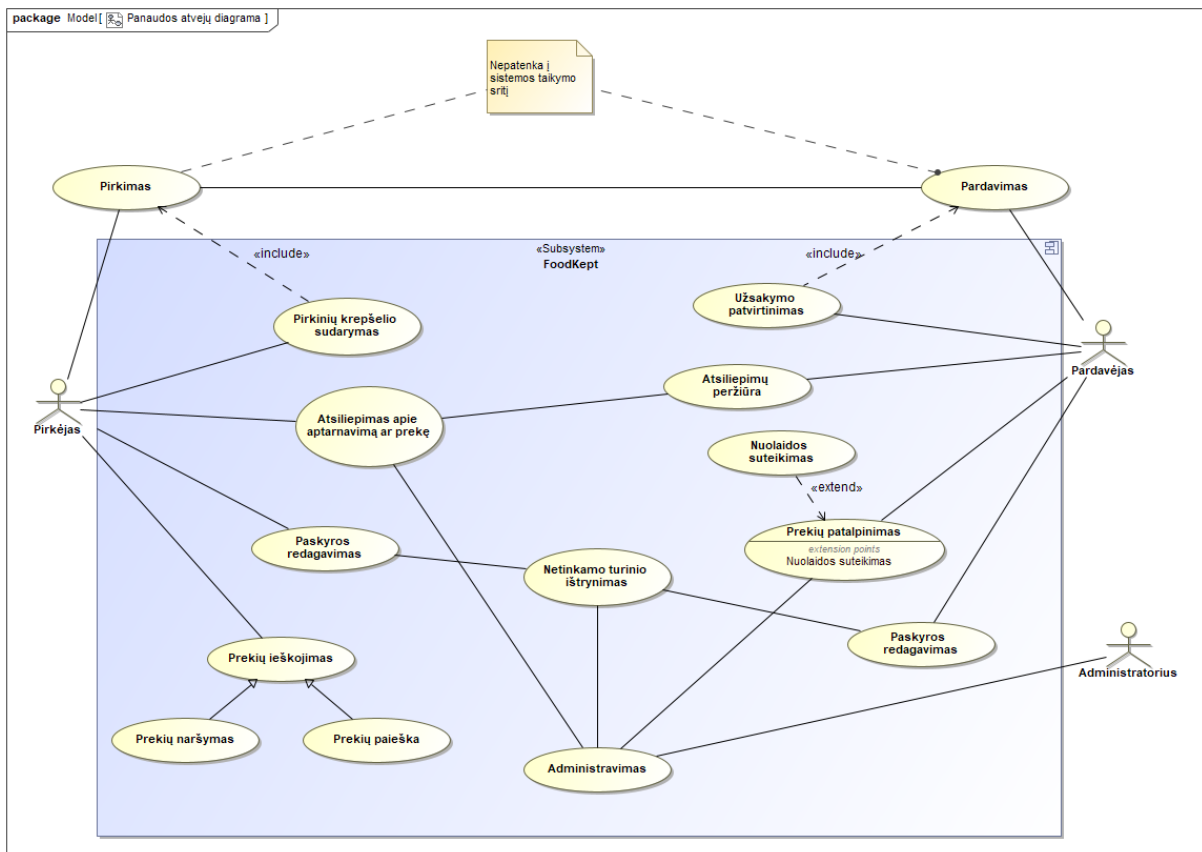 package Model[ Panaudos atvejų diagrama ]
Nepatenka į
sistemos taikymo
sritį
Pirkimas
Pardavimas
«Subsystem»
FoodKept
«include»
«include»
Užsakymo
patvirtinimas
Pirkinių krepšelio
sudarymas
Pardavėjas
Atsiliepimų
peržiūra
Pirkėjas
Atsiliepimas apie
aptarnavimą ar prekę
Nuolaidos
suteikimas
«extend»
Prekių patalpinimas
extension points
Nuolaidos suteikimas
Paskyros
redagavimas
Netinkamo turinio
ištrynimas
Paskyros
redagavimas
Prekių ieškojimas
Administratorius
Prekių naršymas
Prekių paieška
Administravimas